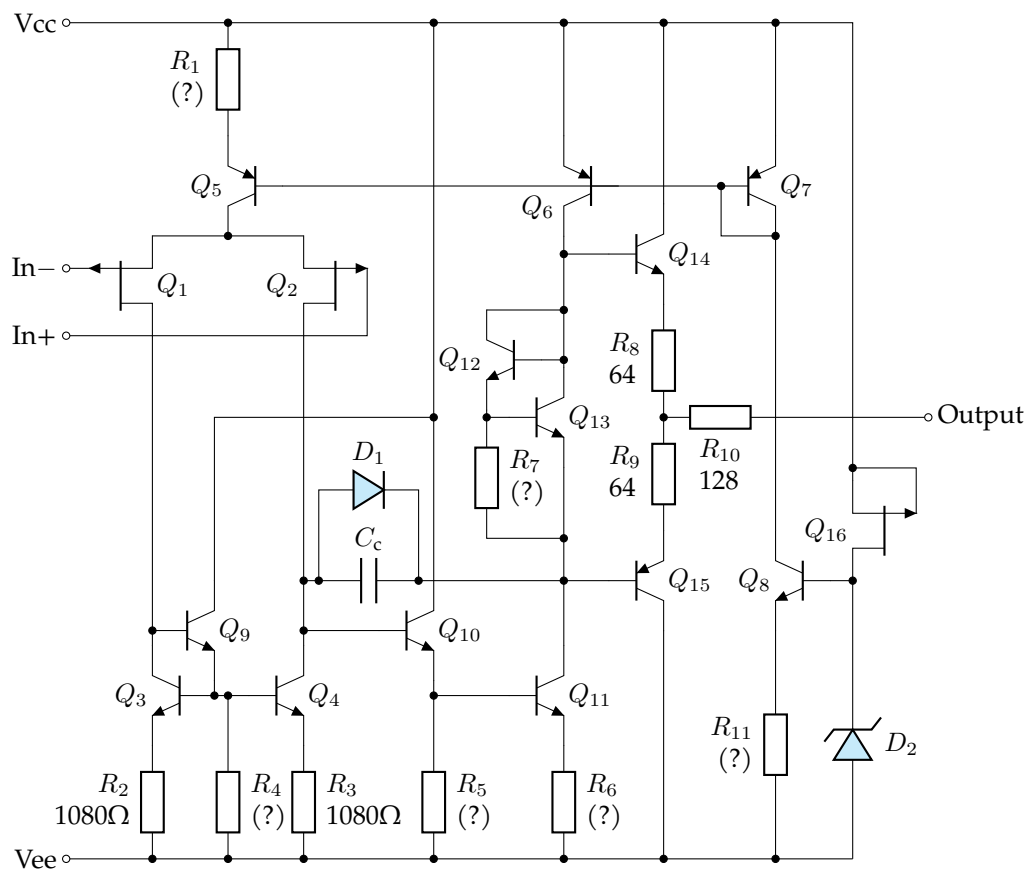 Vcc
R1
(?)
Q5
Q6
Q7
Q14
In−
Q1
Q2
In+
Q12
R8
64
Q13
Output
D1
R7
(?)
R9
64
R10
128
Cc
Q16
Q15
Q8
Q9
Q10
Q3
Q4
Q11
R11
(?)
D2
R2
1080Ω
R4
(?)
R3
1080Ω
R5
(?)
R6
(?)
Vee